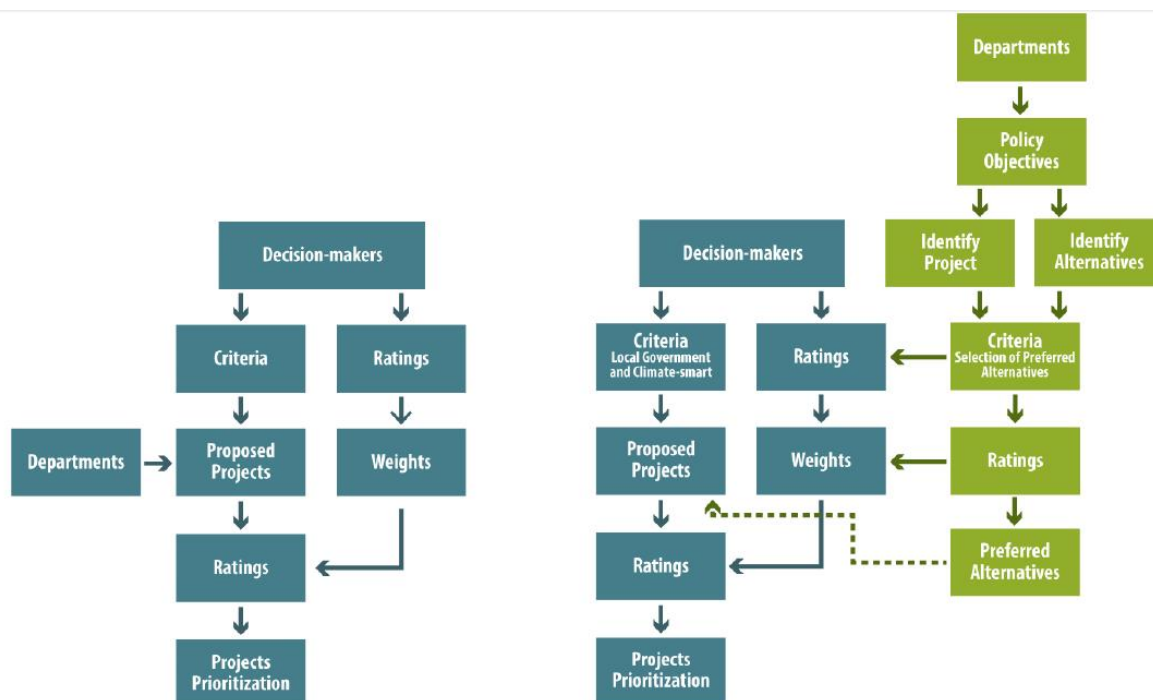 Decision-makers
Criteria
Ratings
Departments
Proposed
Projects
Weights
Ratings
Projects
Prioritization
Departments
Policy
Objectives
Identify
Project
Identify
Alternatives
Decision-makers
Criteria
Local Government
and Climate-smart
Ratings
Criteria
Selection of Preferred
Alternatives
Proposed
Projects
Weights
Ratings
Ratings
Preferred
Alternatives
Projects
Prioritization